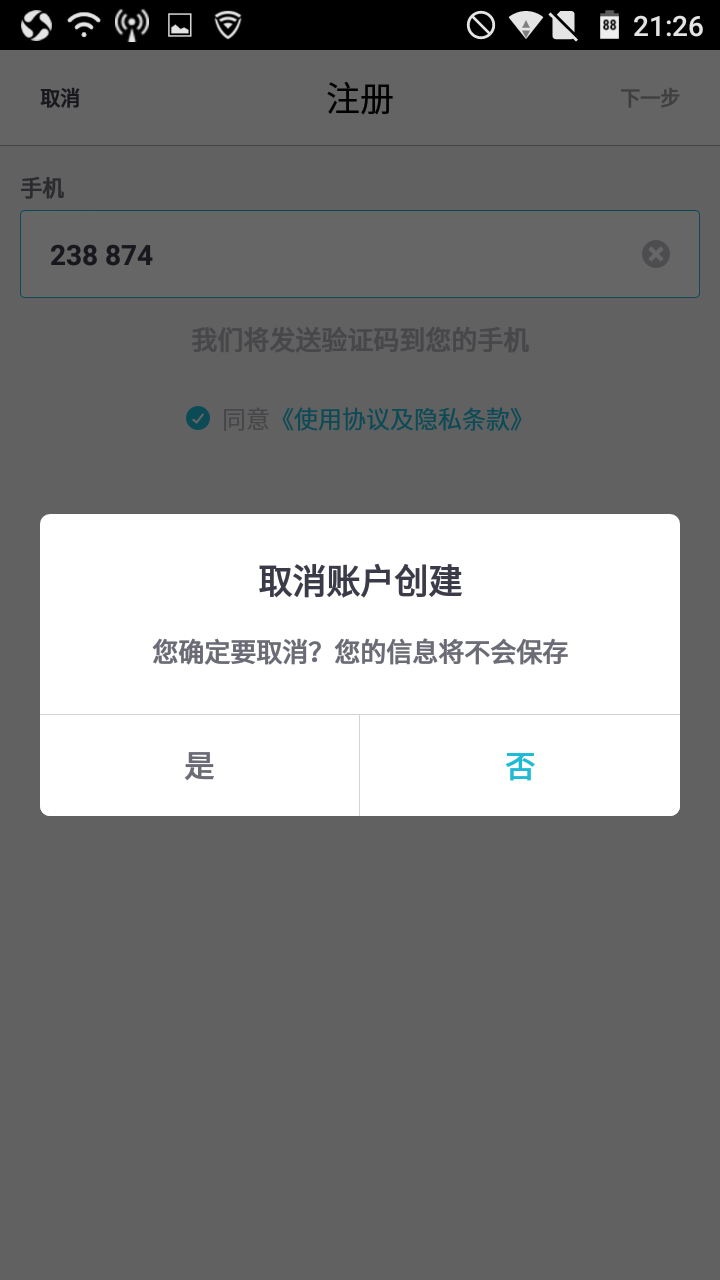 88 21:26
取消 注册 下一步
手机
238 874
我们将发送验证码到您的手机
同意《使用协议及隐私条款》
取消账户创建
您确定要取消？您的信息将不会保存
是 否